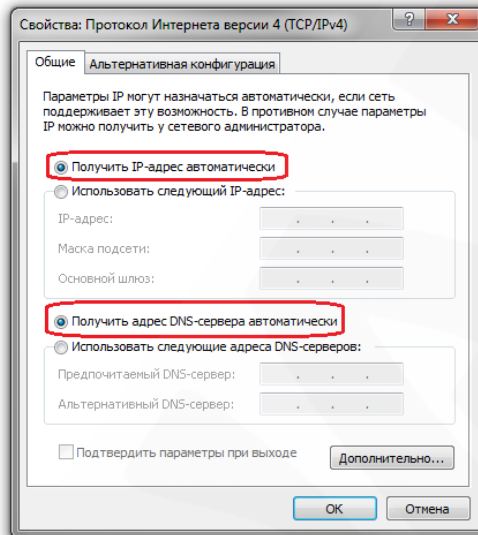 Свойства: Протокол Интернета версии 4 (TCP/IPv4)
Общие
Альтернативная конфигурация
Параметры IP могут назначаться автоматически, если сеть
поддерживает эту возможность. В противном случае параметры
IP можно получить у сетевого администратора.
Получить IP-адрес автоматически
Использовать следующий IP-адрес:
IP-адрес:
Маска подсети:
Основной шлюз:
Получить адрес DNS-сервера автоматически
Использовать следующие адреса DNS-серверов:
Предпочитаемый DNS-сервер:
Альтернативный DNS-сервер:
Подтвердить параметры при выходе
Дополнительно...
ОК
Отмена